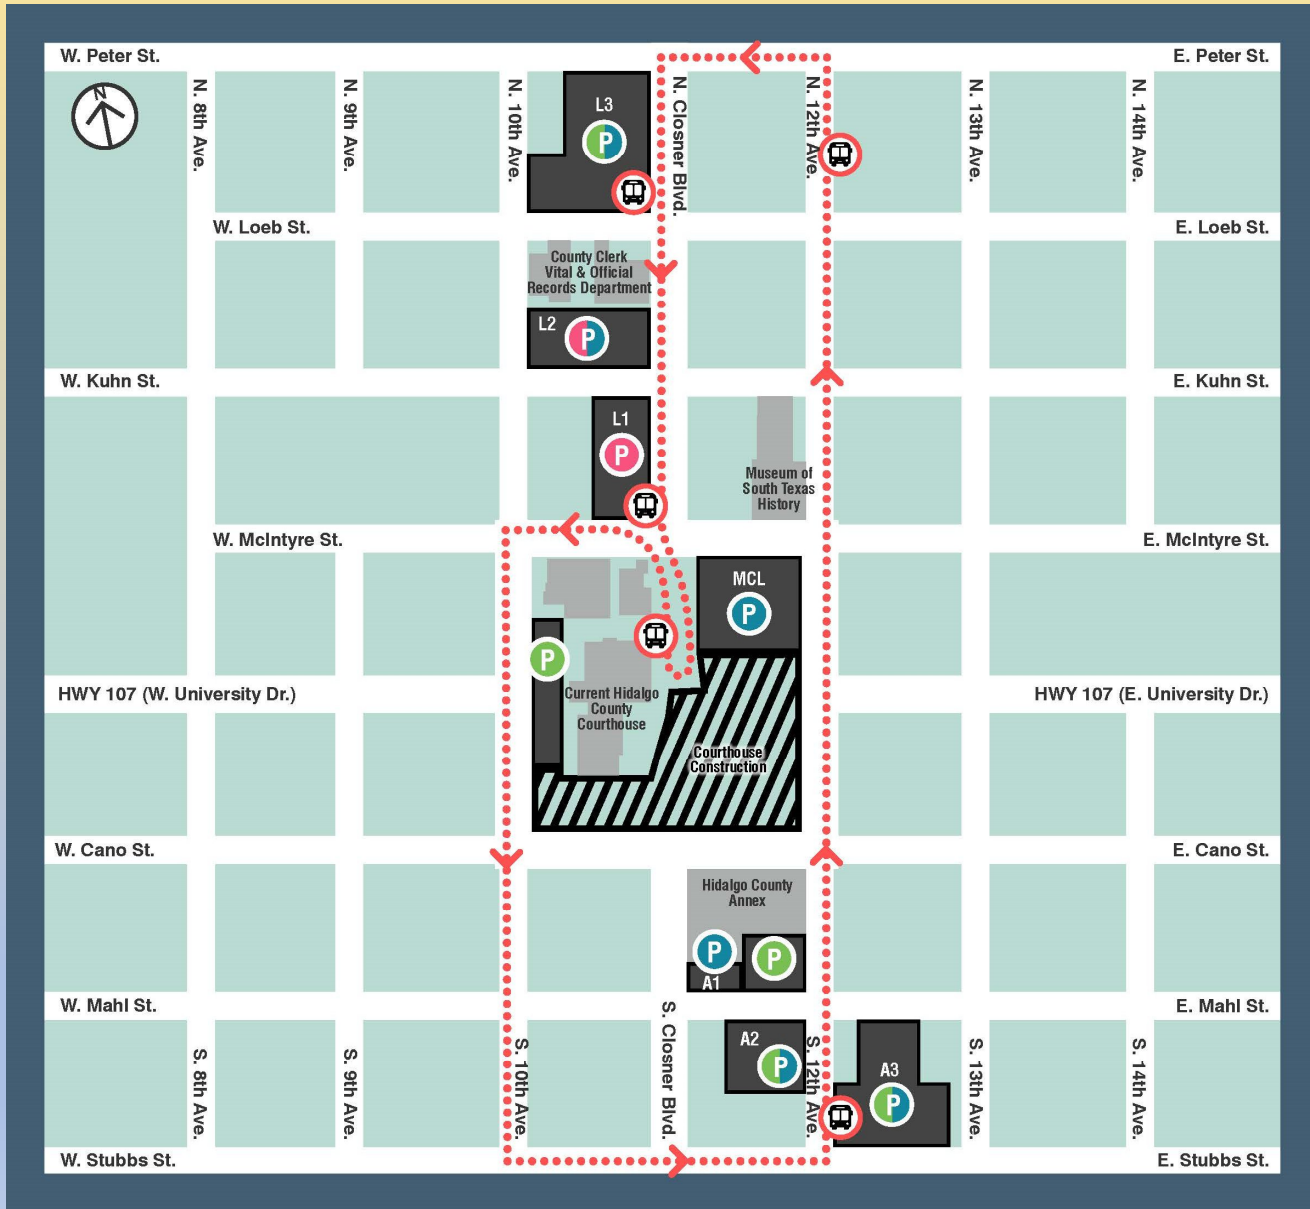 W. Peter St.
E. Peter St.
N
N. 8th Ave.
N. 9th Ave.
N. 10th Ave.
L3
P
N. Closner Blvd.
N. 12th Ave.
N. 13th Ave.
N. 14th Ave.
W. Loeb St.
E. Loeb St.
County Clerk
Vital & Official
Records Department
L2
P
W. Kuhn St.
E. Kuhn St.
L1
P
Museum of
South Texas
History
W. McIntyre St.
E. McIntyre St.
MCL
P
P
Current Hidalgo
County
Courthouse
HWY 107 (W. University Dr.)
HWY 107 (E. University Dr.)
Courthouse
Construction
W. Cano St.
E. Cano St.
Hidalgo County
Annex
P
A1
P
W. Mahl St.
E. Mahl St.
S. 8th Ave.
S. 9th Ave.
S. 10th Ave.
S. Closner Blvd.
A2
P
S. 12th Ave.
A3
P
S. 13th Ave.
S. 14th Ave.
W. Stubbs St.
E. Stubbs St.